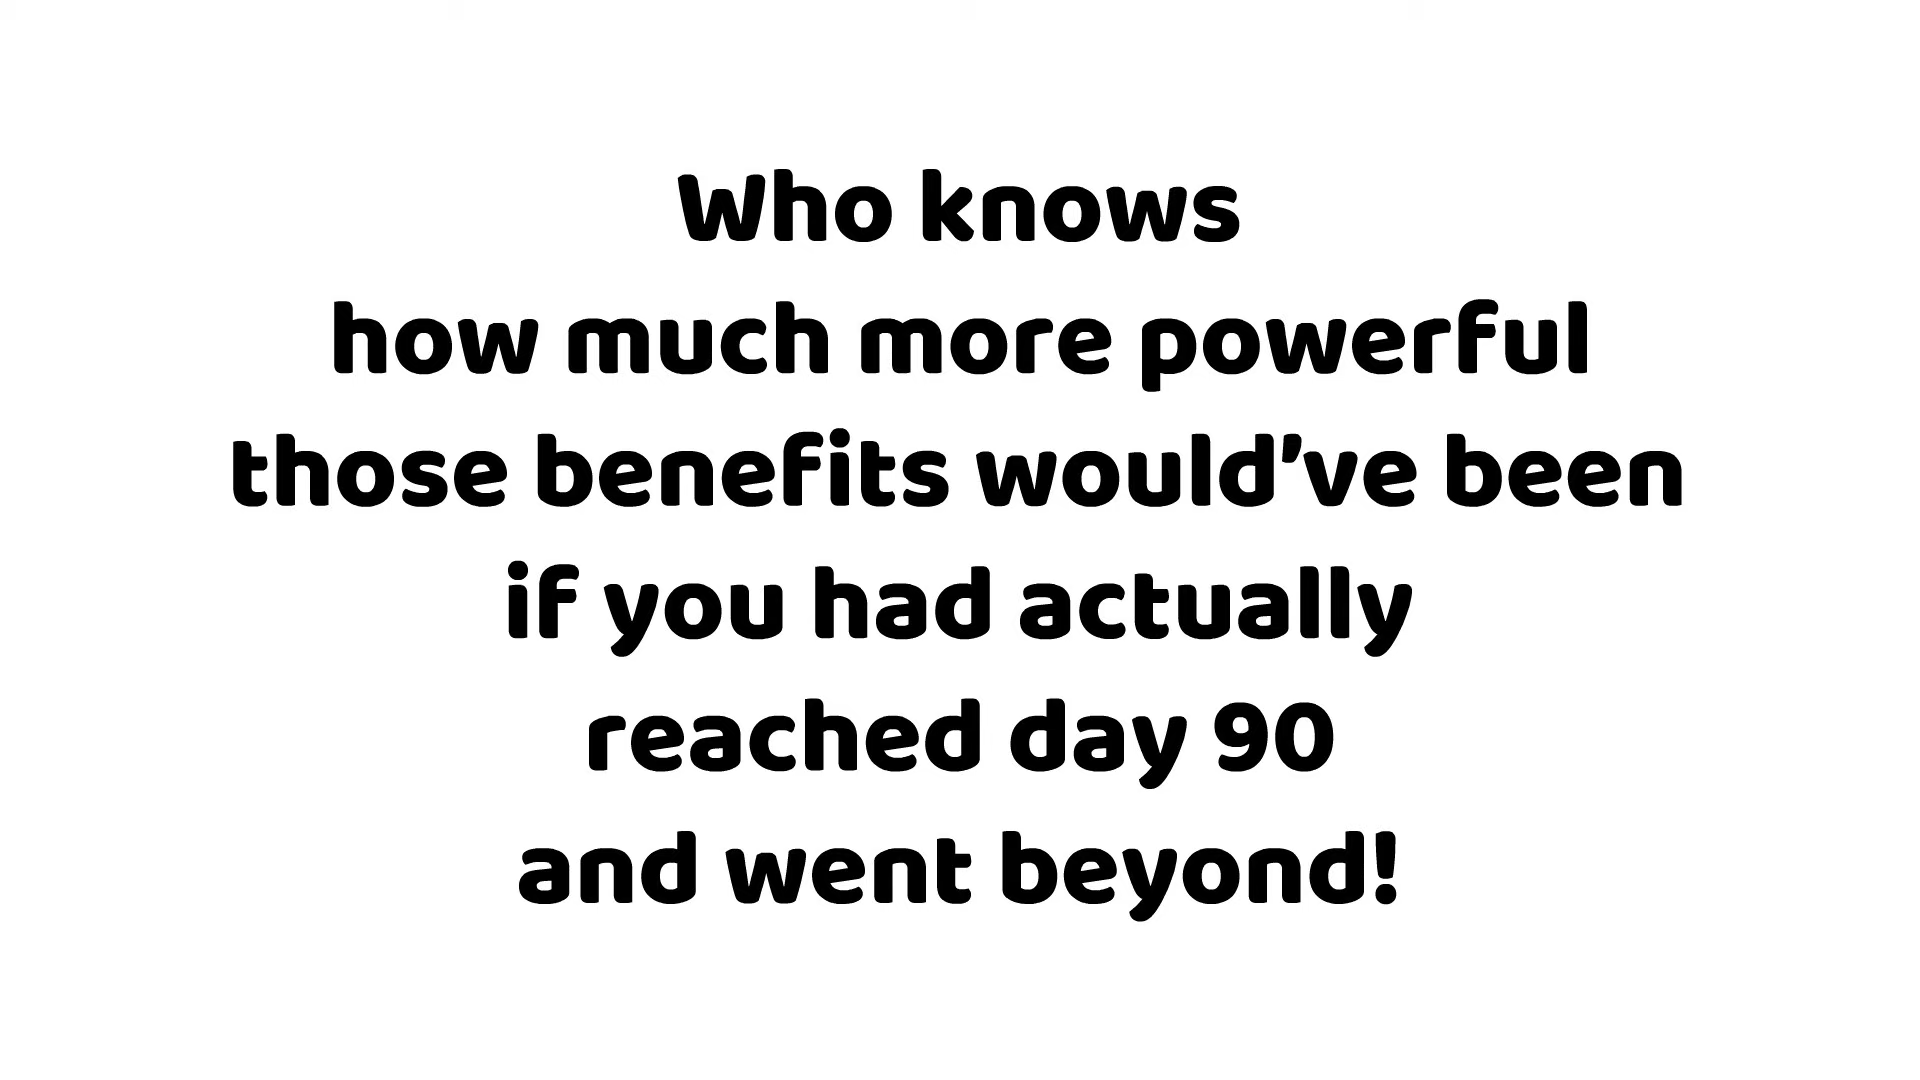 Who knows
how much more powerful
those benefits would’ve been
if you had actually
reached day 90
and went beyond!